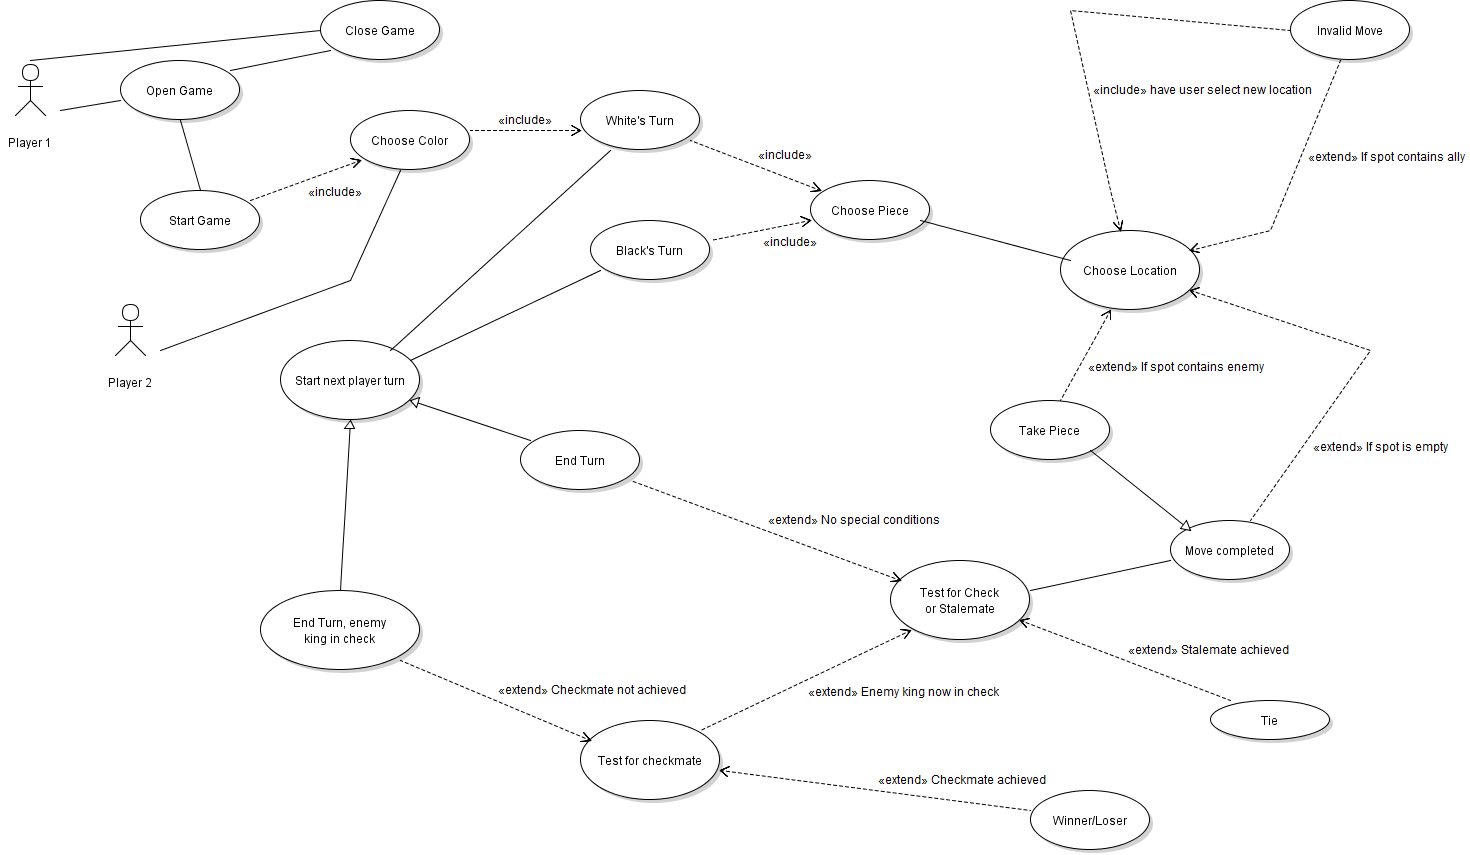 Close Game
Invalid Move
Open Game
«include» have user select new location
Player 1
Choose Color
«include»
White's Turn
«include»
«extend» If spot contains ally
«include»
Start Game
Choose Piece
Black's Turn
«include»
Choose Location
Player 2
Start next player turn
«extend» If spot contains enemy
Take Piece
«extend» If spot is empty
End Turn
«extend» No special conditions
Move completed
Test for Check
or Stalemate
End Turn, enemy
king in check
«extend» Stalemate achieved
«extend» Checkmate not achieved
«extend» Enemy king now in check
Tie
Test for checkmate
«extend» Checkmate achieved
Winner/Loser